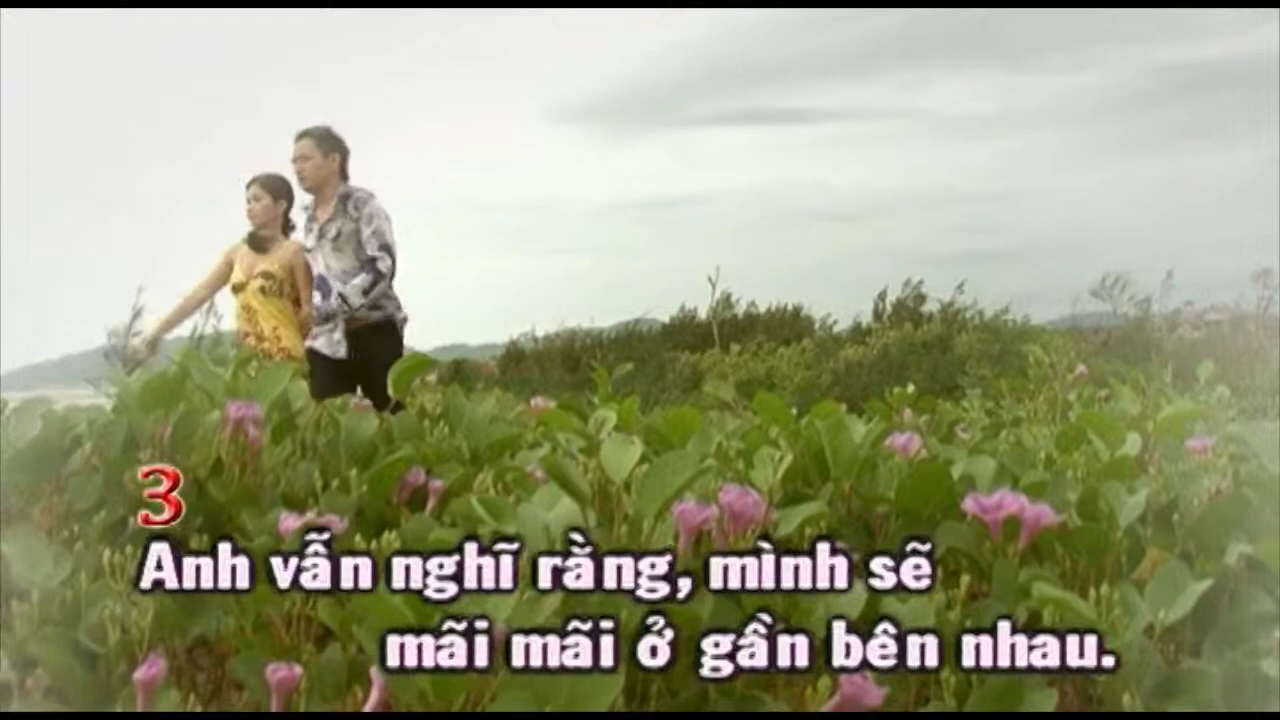 3
Anh vẫn nghĩ rằng, mình sẽ
mãi mãi ở gần bên nhau.